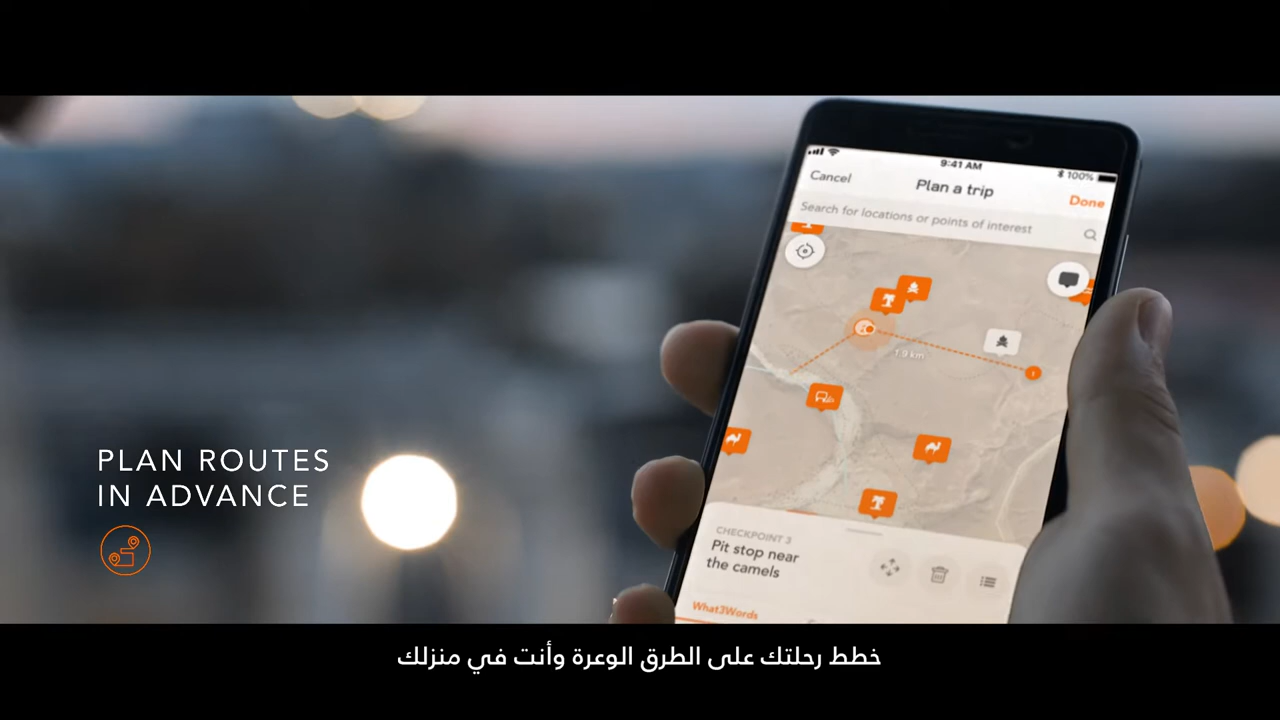 9:41 AM
100%
Cancel
Plan a trip
Done
Search for locations or points of interest
1.9 km
PLAN ROUTES
IN ADVANCE
CHECKPOINT 3
Pit stop near
the camels
What3Words
خطط رحلتك على الطرق الوعرة وأنت في منزلك